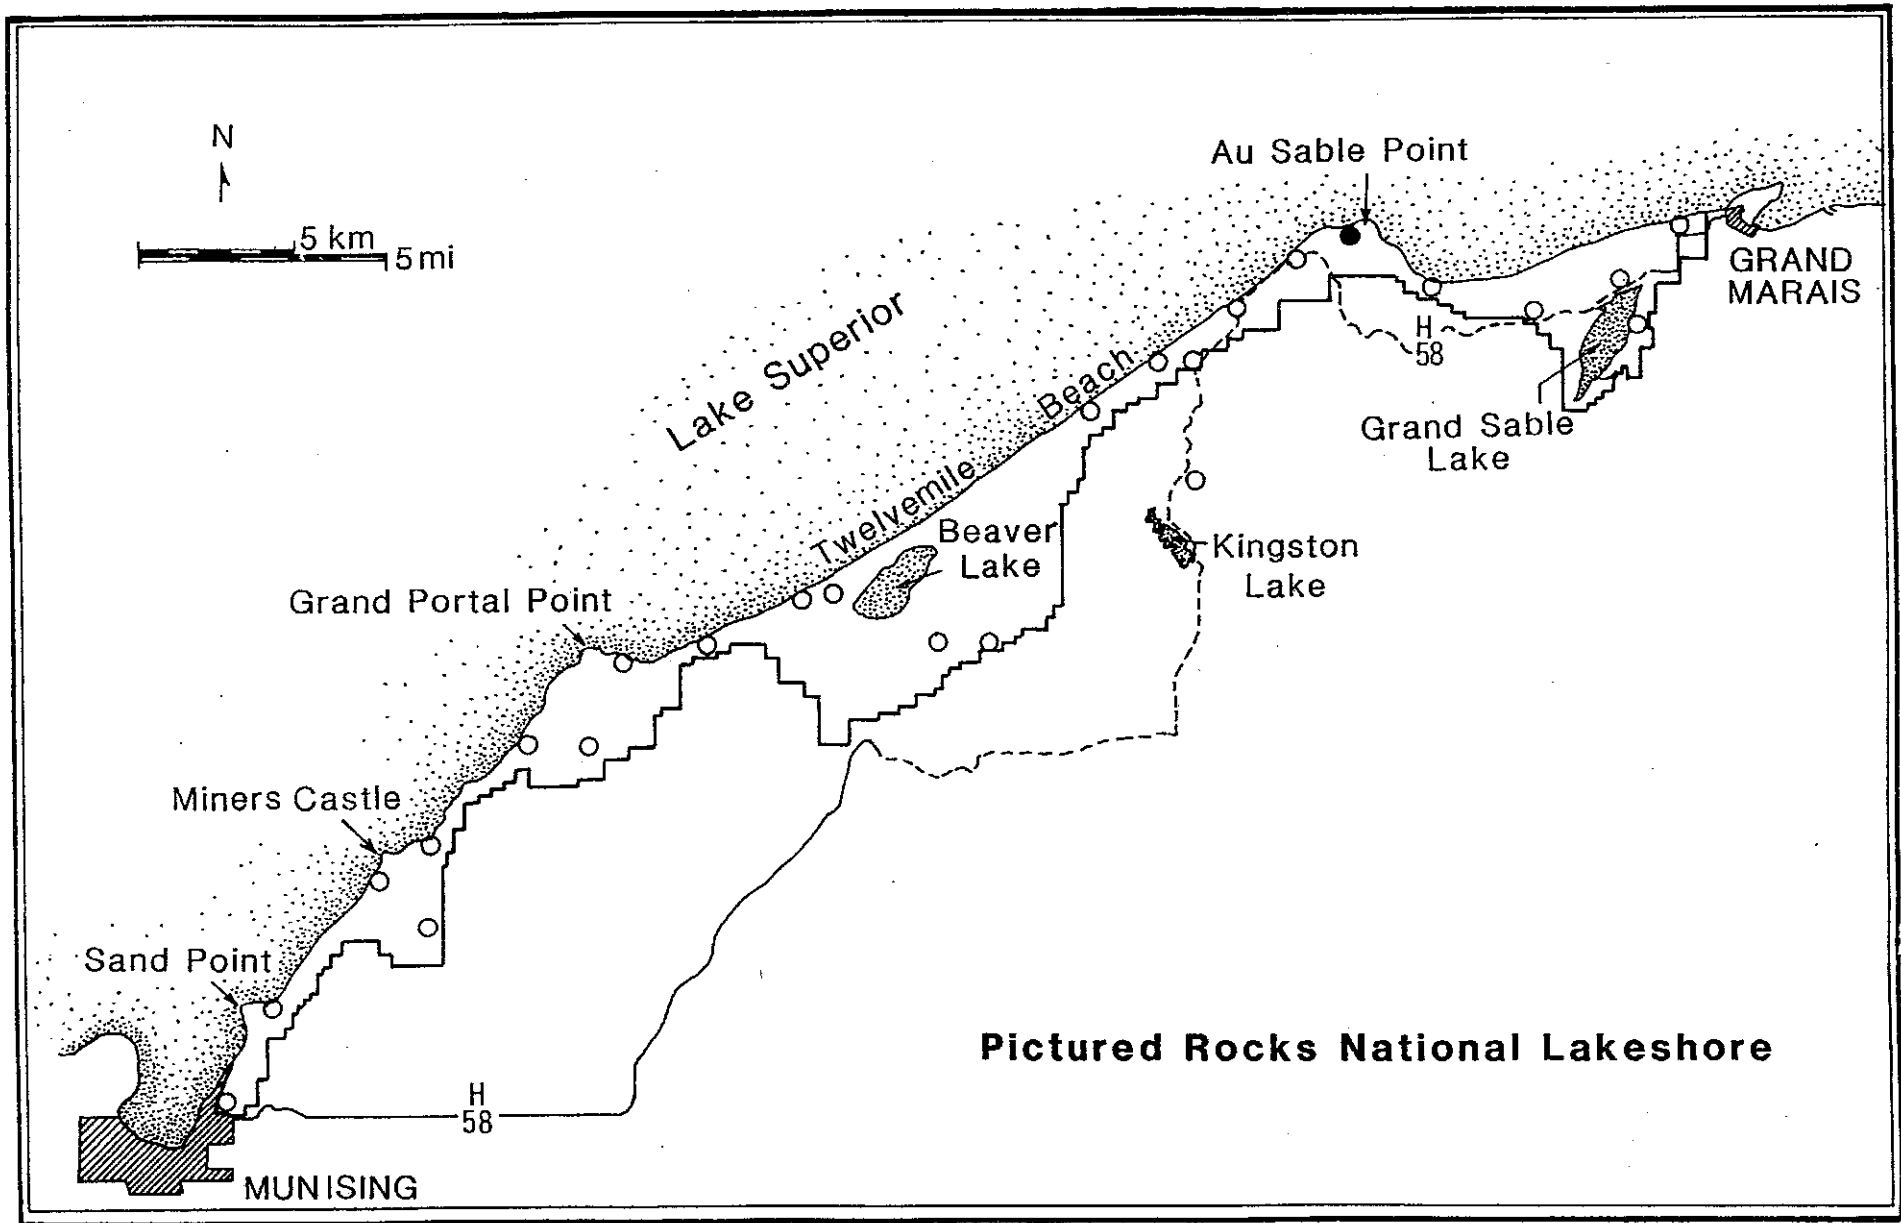 N
5 km
5 mi
Au Sable Point
GRAND
MARAIS
Lake Superior
H
58
Twelvemile Beach
Grand Sable
Lake
Beaver
Lake
Kingston
Lake
Grand Portal Point
Miners Castle
Sand Point
Pictured Rocks National Lakeshore
H
58
MUNISING